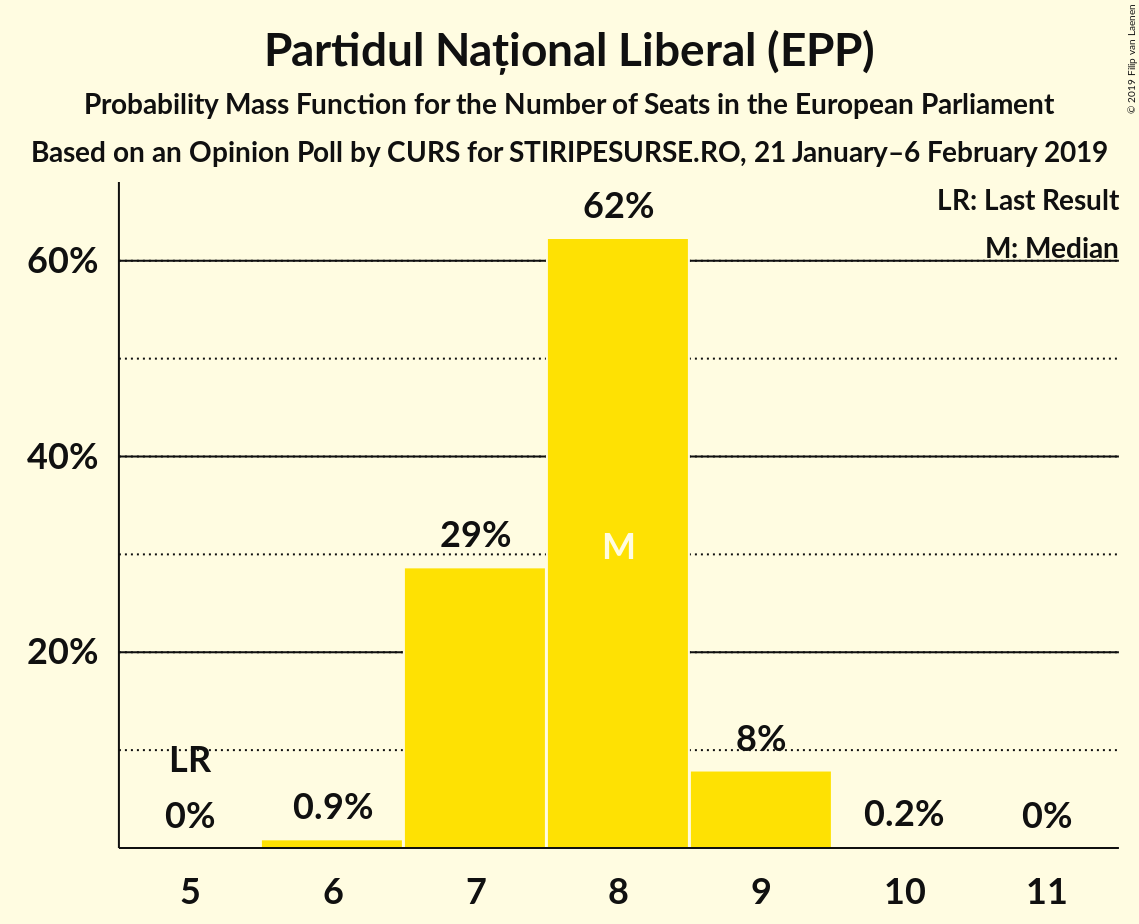 Partidul Național Liberal (EPP)
Probability Mass Function for the Number of Seats in the European Parliament
Based on an Opinion Poll by CURS for STIRIPESURSE.RO, 21 January–6 February 2019
© 2019 Filip van Laenen
LR: Last Result
M: Median
60%
40%
20%
LR
0%
0.9%
29%
62%
M
8%
0.2%
0%
5 6 7 8 9 10 11